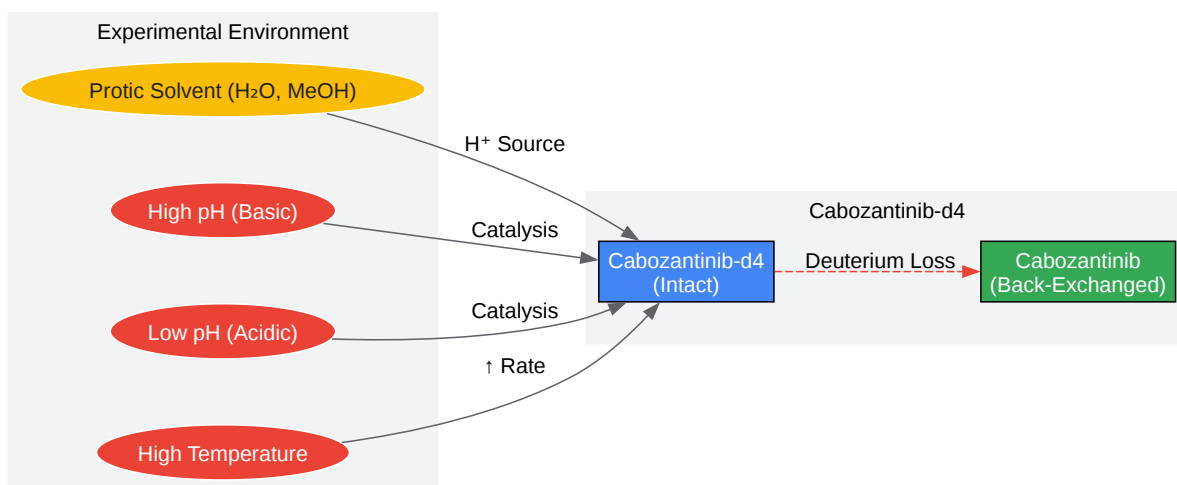 Experimental Environment
Protic Solvent (H₂O, MeOH)
H⁺ Source
High pH (Basic)
Catalysis
Low pH (Acidic)
Catalysis
↑ Rate
High Temperature
Cabozantinib-d4
Cabozantinib-d4
(Intact)
Deuterium Loss
Cabozantinib
(Back-Exchanged)